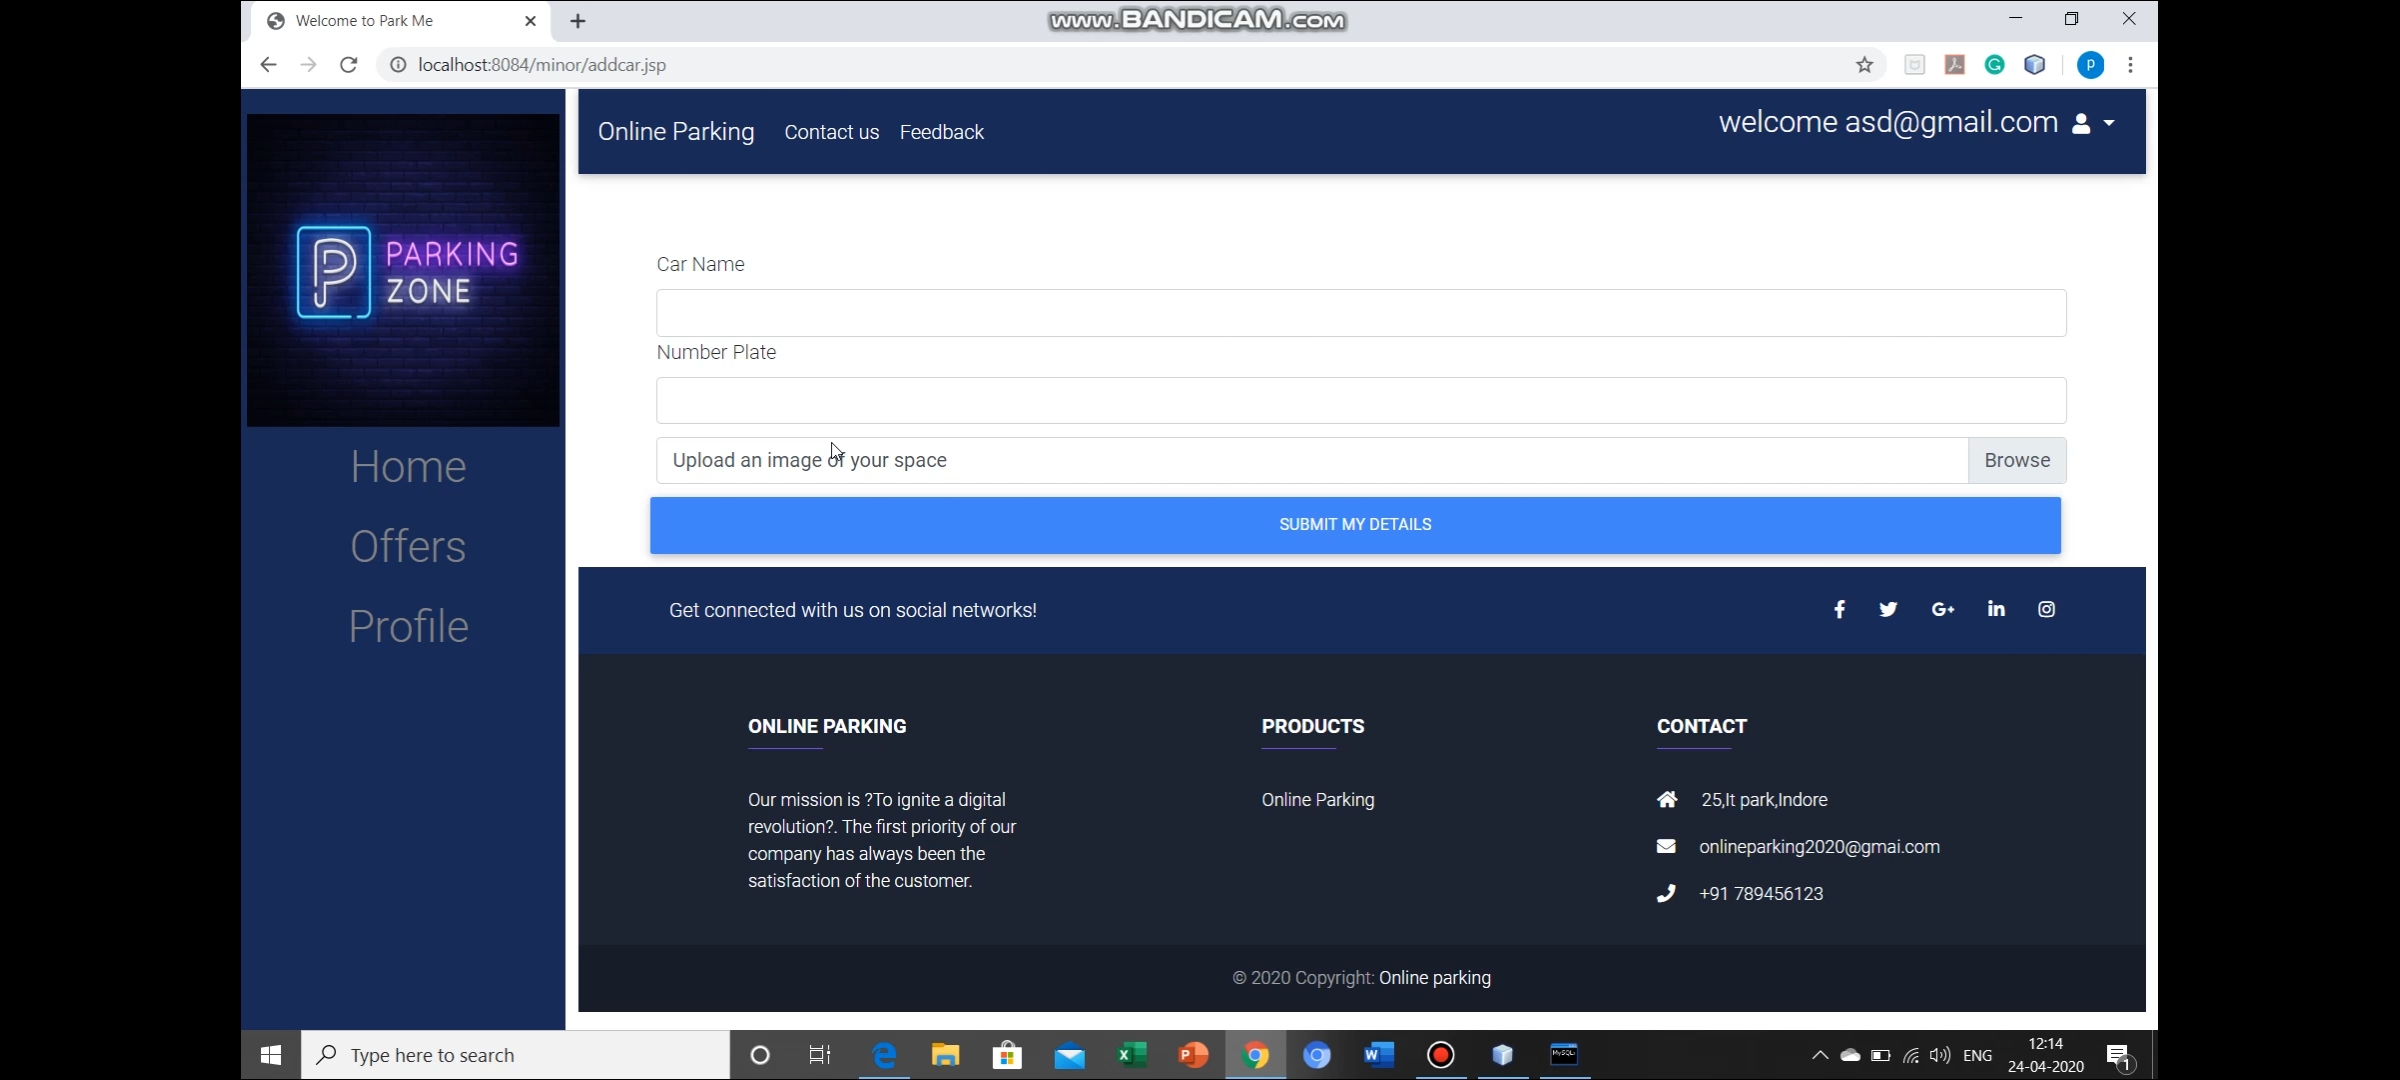 Welcome to Park Me
www.BANDICAM.com
localhost:8084/minor/addcar.jsp
P
PARKING
ZONE
Home
Offers
Profile
Online Parking Contact us Feedback
welcome asd@gmail.com
Car Name
Number Plate
Upload an image of your space
Browse
SUBMIT MY DETAILS
Get connected with us on social networks!
ONLINE PARKING
Our mission is ?To ignite a digital
revolution?. The first priority of our
company has always been the
satisfaction of the customer.
PRODUCTS
Online Parking
CONTACT
25,It park,Indore
onlineparking2020@gmai.com
+91 789456123
© 2020 Copyright: Online parking
Type here to search
ENG
12:14
24-04-2020
1